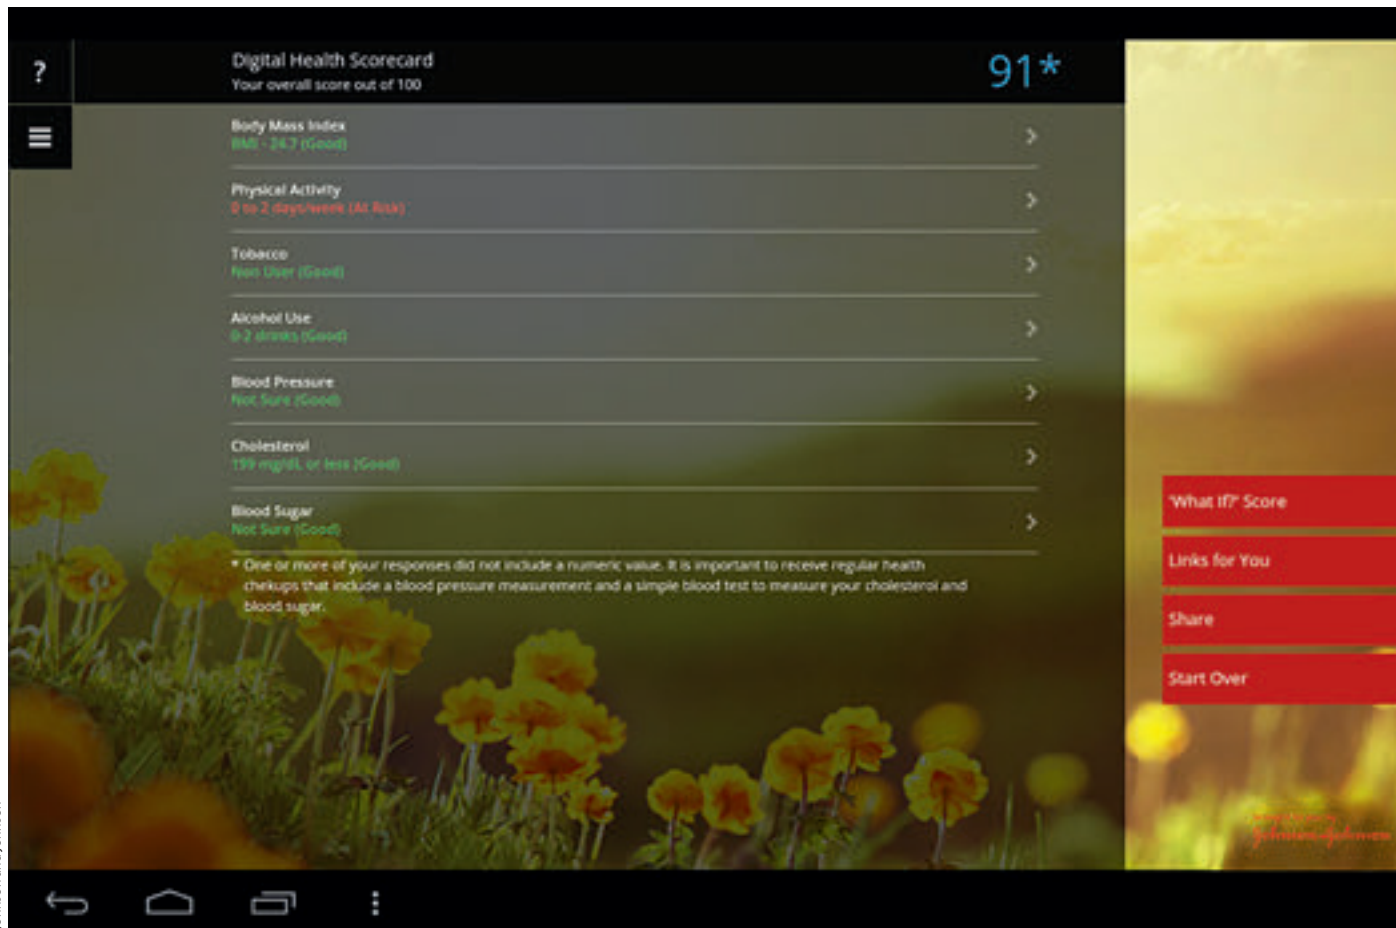 ?
Digital Health Scorecard
Your overall score out of 100
91*
Body Mass Index
BMI - 24.7 (Good)
Physical Activity
0 to 2 days/week (At Risk)
Tobacco
Non User (Good)
Alcohol Use
0-2 drinks (Good)
Blood Pressure
Not Sure (Good)
Cholesterol
199 mg/dL or less (Good)
Blood Sugar
Not Sure (Good)
* One or more of your responses did not include a numeric value. It is important to receive regular health
chekups that include a blood pressure measurement and a simple blood test to measure your cholesterol and
blood sugar.
'What If?' Score
Links for You
Share
Start Over
Johnson & Johnson